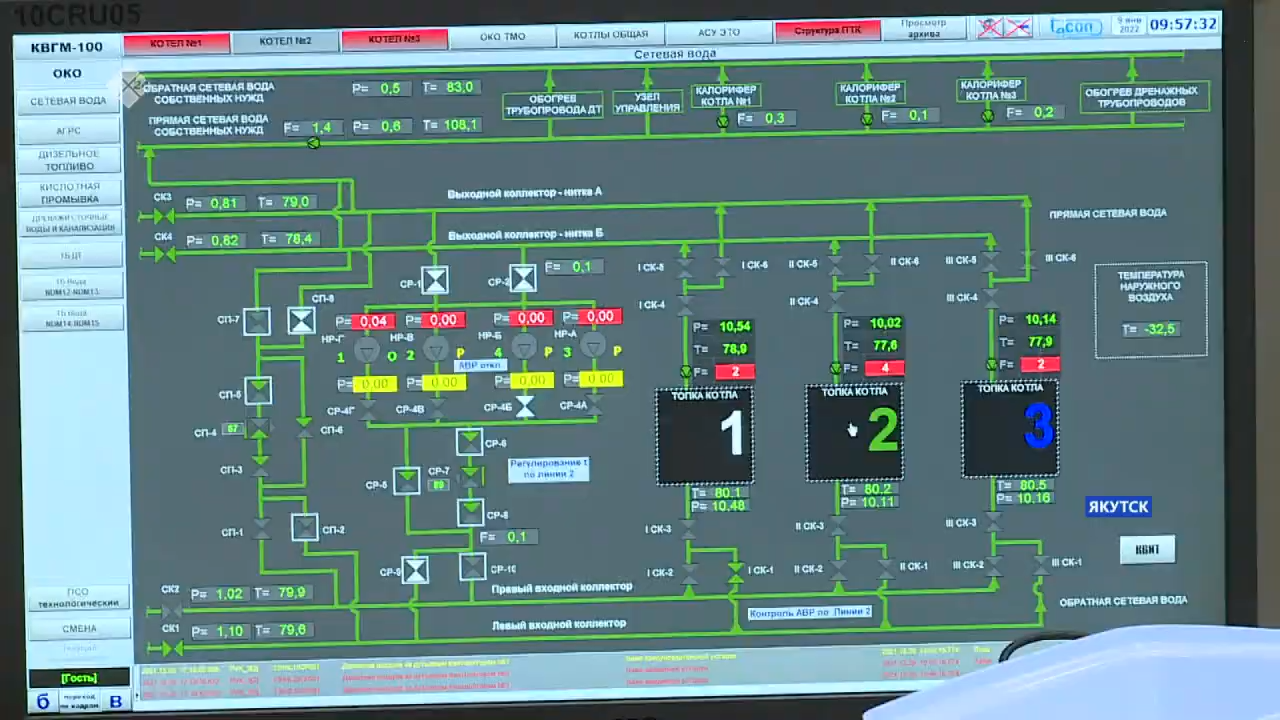 10CRU05
КВГМ-100
КОТЕЛ №1
КОТЕЛ №2
КОТЕЛ №3
ОКО ТМО
КОТЛЫ ОБЩАЯ
АСУ ЭТО
Структура ПТК
Просмотр архива
tecon
9 янв 2022
09:57:32
ОКО
СЕТЕВАЯ ВОДА
АГРС
ДИЗЕЛЬНОЕ ТОПЛИВО
КИСЛОТНАЯ ПРОМЫВКА
ВОДЫ И КАНАЛИЗАЦИЯ
ПСО технологический
СМЕНА
[Гость]
б
переход по кадрам
В
Сетевая вода
ОБРАТНАЯ СЕТЕВАЯ ВОДА СОБСТВЕННЫХ НУЖД
P= 0,5 T= 83,0
ПРЯМАЯ СЕТЕВАЯ ВОДА СОБСТВЕННЫХ НУЖД
F= 1,4 P= 0,6 T= 108,1
ОБОГРЕВ ТРУБОПРОВОДА ДТ
УЗЕЛ УПРАВЛЕНИЯ
КАЛОРИФЕР КОТЛА №1
F= 0,3
КАЛОРИФЕР КОТЛА №2
F= 0,1
КАЛОРИФЕР КОТЛА №3
F= 0,2
ОБОГРЕВ ДРЕНАЖНЫХ ТРУБОПРОВОДОВ
Выходной коллектор - нитка А
СК3 P= 0,81 T= 79,0
ПРЯМАЯ СЕТЕВАЯ ВОДА
Выходной коллектор - нитка Б
СК4 P= 0,82 T= 78,4
СР-1 СР-2 F= 0,1
I СК-5 I СК-6 II СК-5 II СК-6 III СК-5 III СК-6
ТЕМПЕРАТУРА НАРУЖНОГО ВОЗДУХА
T= -32,5
СП-8
СП-7
I СК-4 II СК-4 III СК-4
P= 0,04 P= 0,00 P= 0,00 P= 0,00
НР-Г НР-В НР-Б НР-А
1 О 2 Р 4 Р 3 Р
АВР откл
P= 0.00 P= 0.00 P= 0.00 P= 0.00
СР-4Г СР-4В СР-4Б СР-4А
P= 10,54 T= 78,9 F= 2
P= 10,02 T= 77,6 F= 4
P= 10,14 T= 77,9 F= 2
ТОПКА КОТЛА 1
ТОПКА КОТЛА 2
ТОПКА КОТЛА 3
T= 80.1 P= 10,48
T= 80.2 P= 10,11
T= 80.5 P= 10,16
СП-5
СП-4 67 СП-6
СП-3
СП-1 СП-2
СР-6
СР-5 СР-7 89
СР-8
Регулирование t по линии 2
F= 0,1
СР-9 СР-10
I СК-3 II СК-3 III СК-3
I СК-2 I СК-1 II СК-2 II СК-1 III СК-2 III СК-1
ЯКУТСК
КВИТ
СК2 P= 1.02 T= 79,9
Правый входной коллектор
Контроль АВР по Линии 2
ОБРАТНАЯ СЕТЕВАЯ ВОДА
СК1 P= 1,10 T= 79,6
Левый входной коллектор